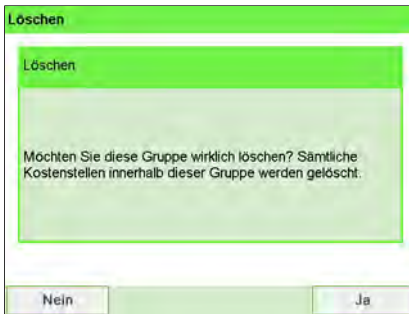 Löschen
Löschen
Möchten Sie diese Gruppe wirklich löschen? Sämtliche
Kostenstellen innerhalb dieser Gruppe werden gelöscht.
Nein
Ja